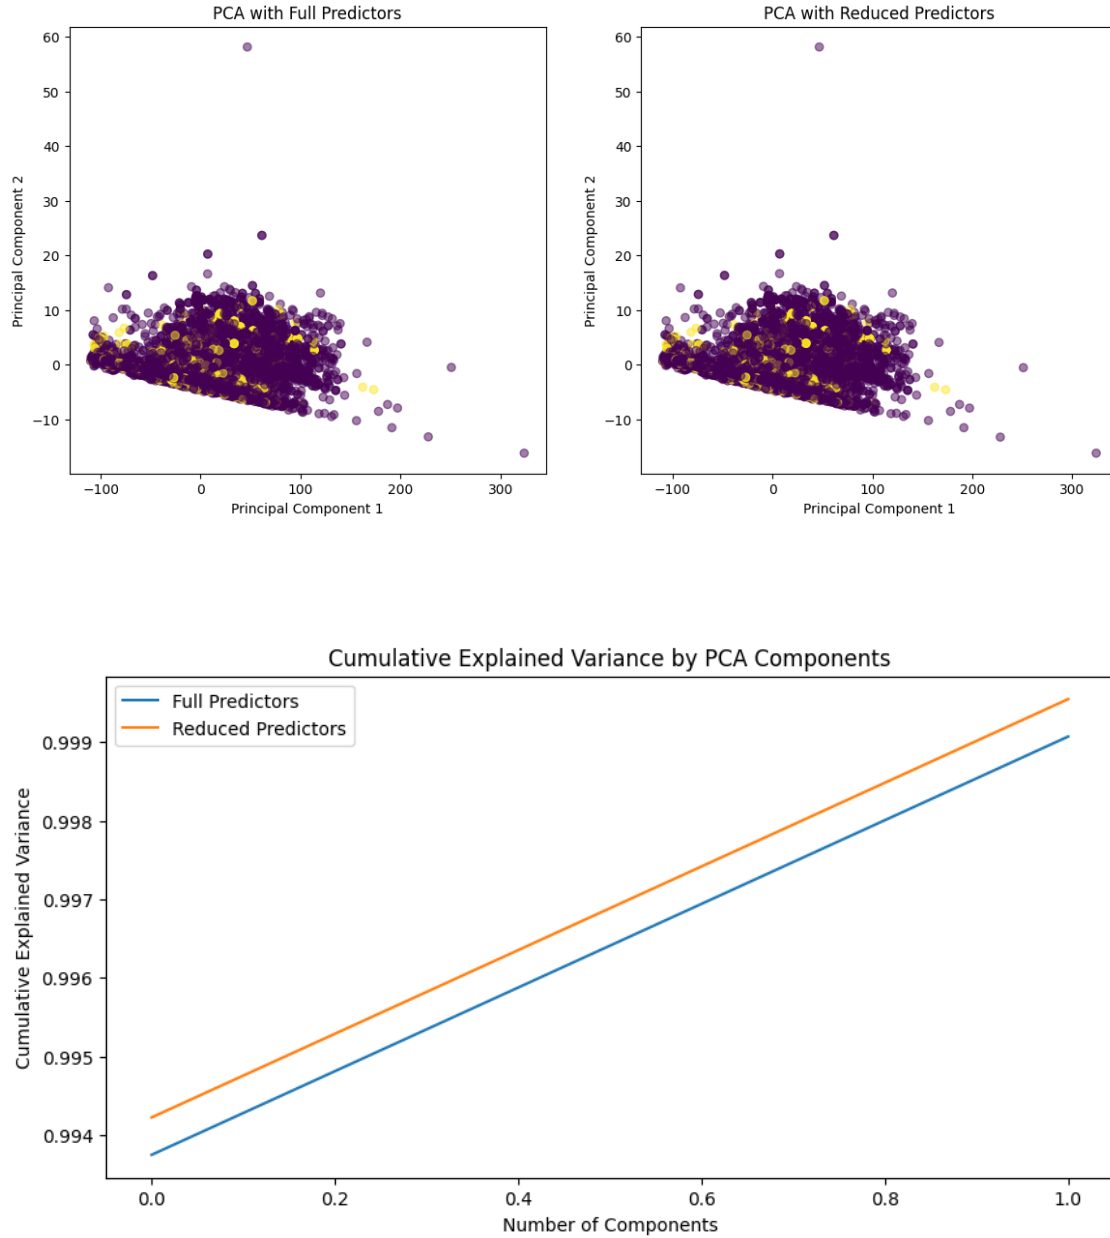 PCA with Full Predictors
60
50
40
30
20
10
0
−10
Principal Component 2
−100 0 100 200 300
Principal Component 1
PCA with Reduced Predictors
60
50
40
30
20
10
0
−10
Principal Component 2
−100 0 100 200 300
Principal Component 1
Cumulative Explained Variance by PCA Components
Full Predictors
Reduced Predictors
0.999
0.998
0.997
0.996
0.995
0.994
Cumulative Explained Variance
0.0 0.2 0.4 0.6 0.8 1.0
Number of Components